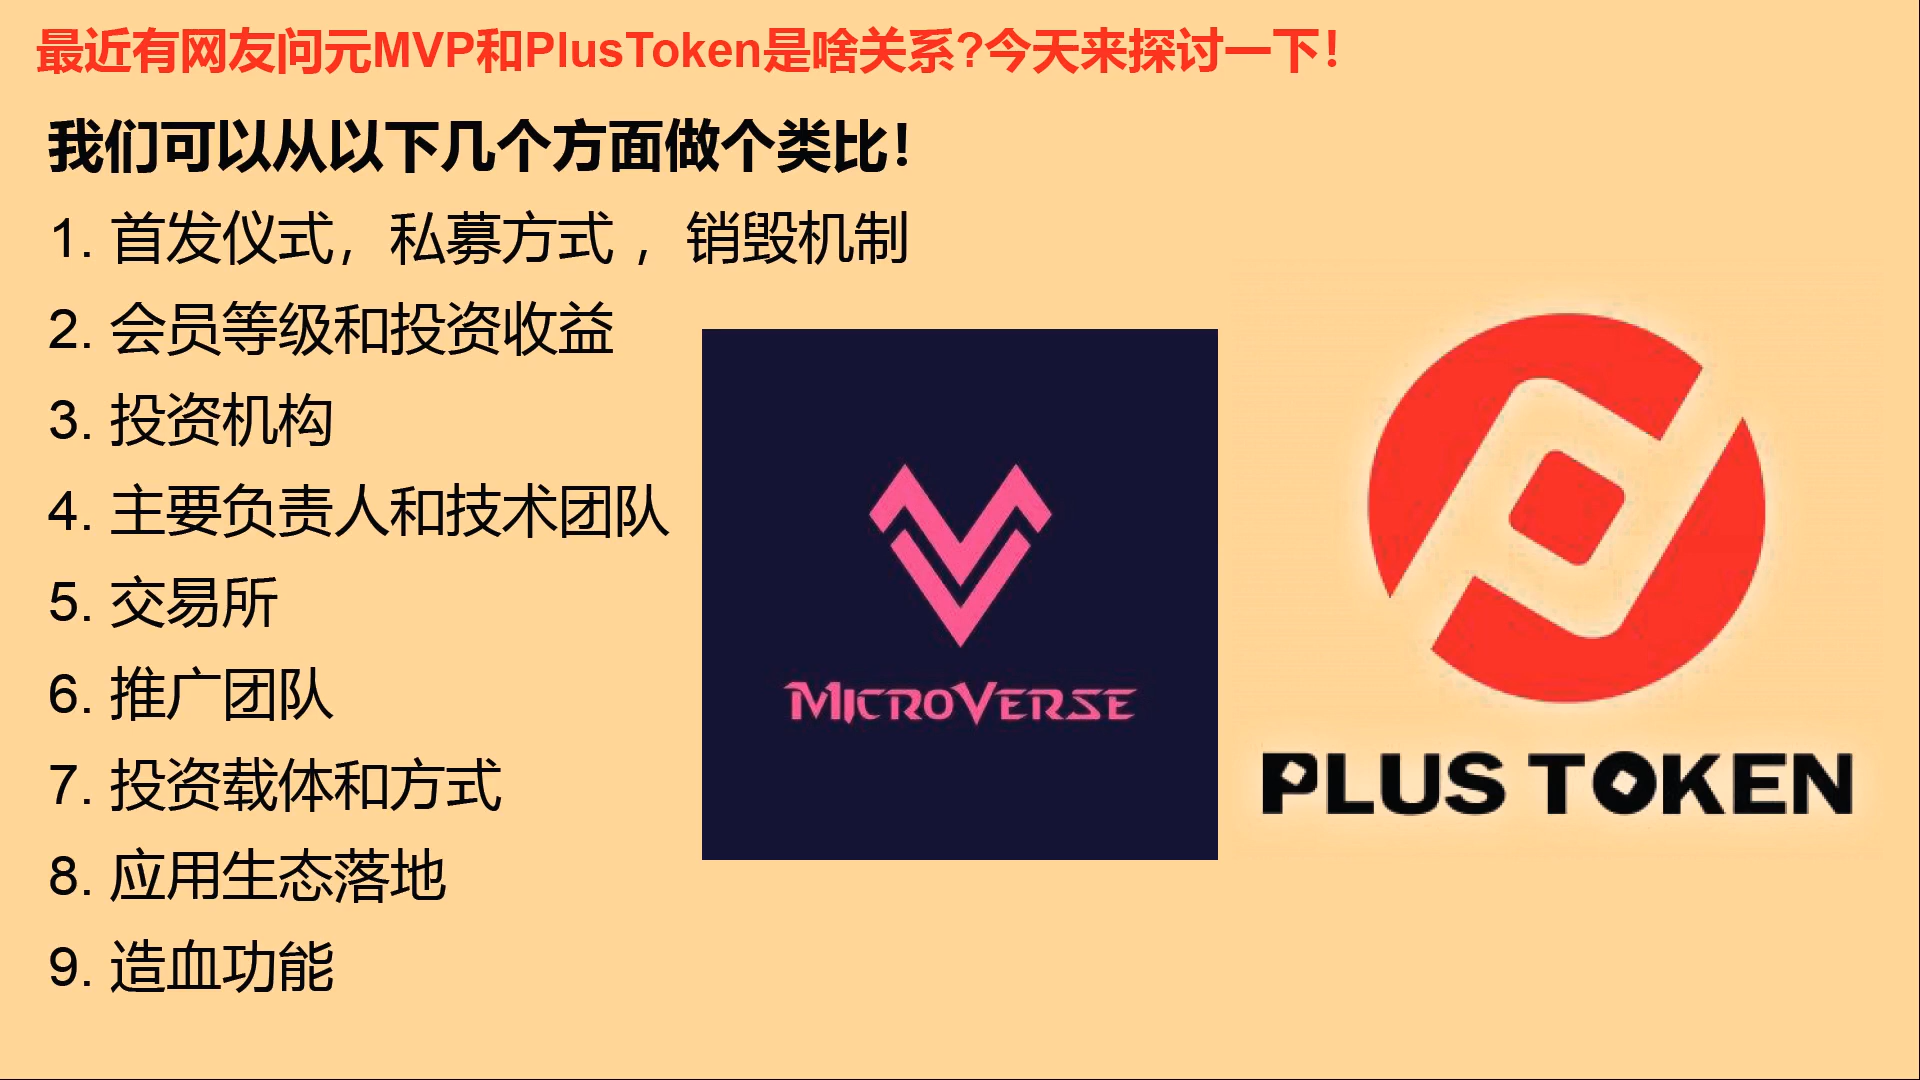 最近有网友问元MVP和PlusToken是啥关系?今天来探讨一下!
我们可以从以下几个方面做个类比!
1. 首发仪式，私募方式 ，销毁机制
2. 会员等级和投资收益
3. 投资机构
4. 主要负责人和技术团队
5. 交易所
6. 推广团队
7. 投资载体和方式
8. 应用生态落地
9. 造血功能
MICROVERSE
PLUS TOKEN